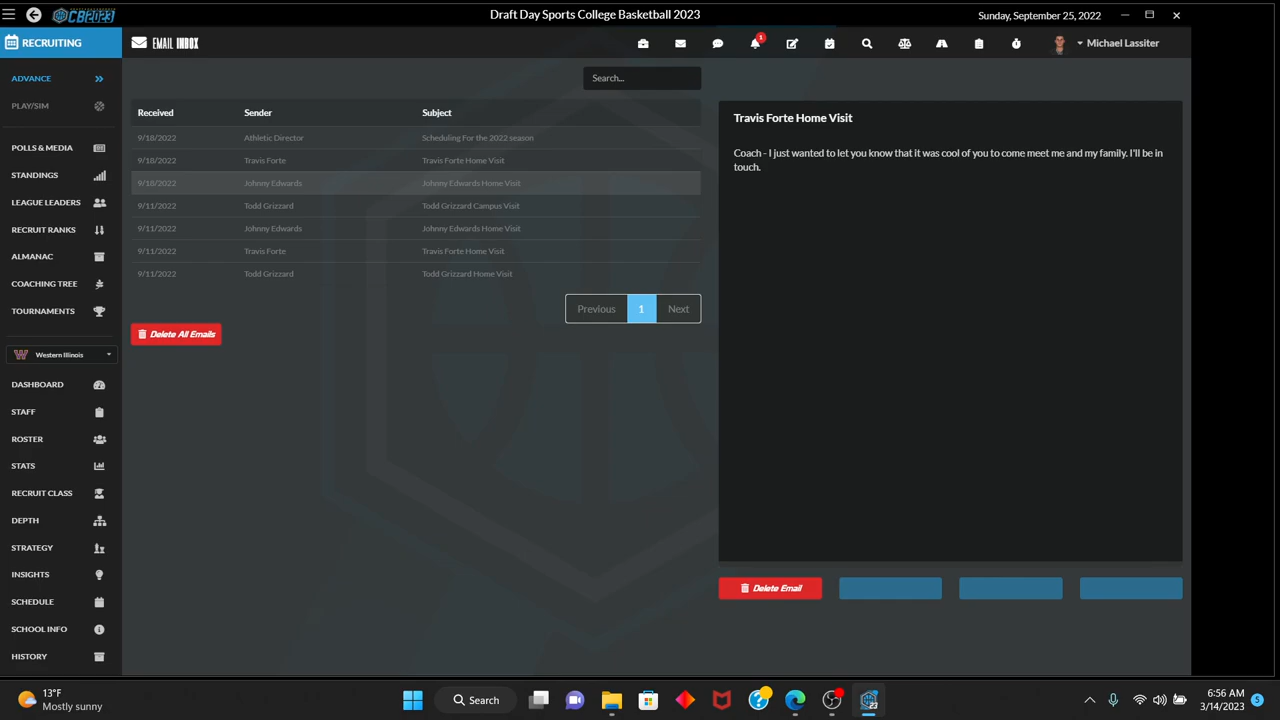 CB2023
Draft Day Sports College Basketball 2023
Sunday, September 25, 2022
RECRUITING
EMAIL INBOX
1
Michael Lassiter
ADVANCE
PLAY/SIM
POLLS & MEDIA
STANDINGS
LEAGUE LEADERS
RECRUIT RANKS
ALMANAC
COACHING TREE
TOURNAMENTS
Western Illinois
DASHBOARD
STAFF
ROSTER
STATS
RECRUIT CLASS
DEPTH
STRATEGY
INSIGHTS
SCHEDULE
SCHOOL INFO
HISTORY
Search...
Received Sender Subject
9/18/2022 Athletic Director Scheduling For the 2022 season
9/18/2022 Travis Forte Travis Forte Home Visit
9/18/2022 Johnny Edwards Johnny Edwards Home Visit
9/11/2022 Todd Grizzard Todd Grizzard Campus Visit
9/11/2022 Johnny Edwards Johnny Edwards Home Visit
9/11/2022 Travis Forte Travis Forte Home Visit
9/11/2022 Todd Grizzard Todd Grizzard Home Visit
Previous 1 Next
Delete All Emails
Travis Forte Home Visit
Coach - I just wanted to let you know that it was cool of you to come meet me and my family. I'll be in
touch.
Delete Email
13°F
Mostly sunny
Search
23
6:56 AM
3/14/2023
5